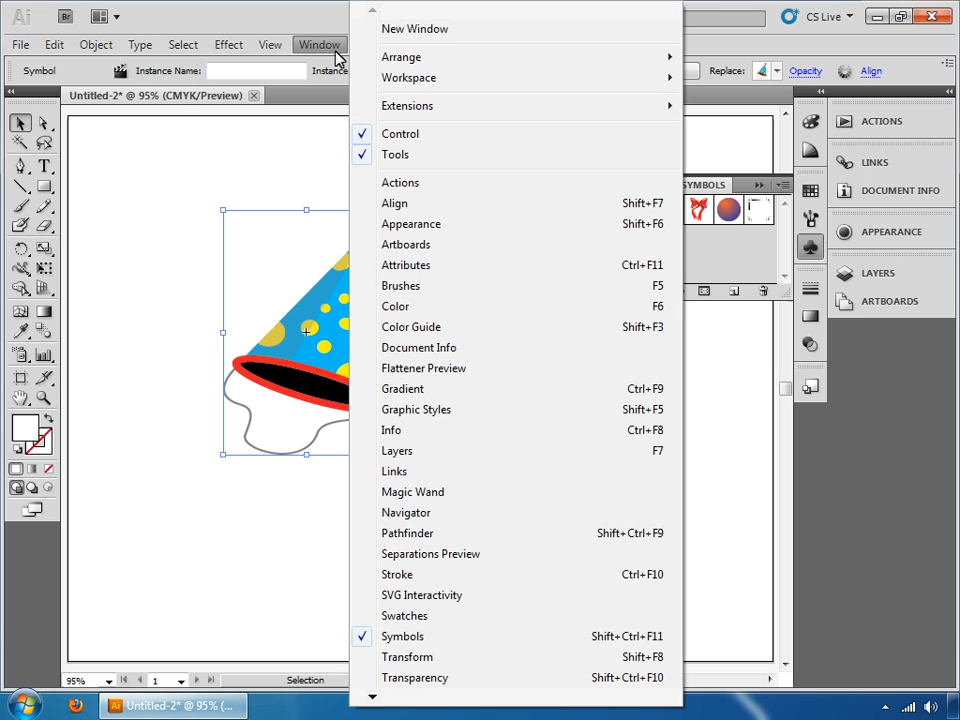 Ai Br CS Live
File Edit Object Type Select Effect View Window
Symbol Instance Name: Instance Replace: Opacity Align
Untitled-2* @ 95% (CMYK/Preview)
New Window
Arrange
Workspace
Extensions
Control
Tools
Actions
Align Shift+F7
Appearance Shift+F6
Artboards
Attributes Ctrl+F11
Brushes F5
Color F6
Color Guide Shift+F3
Document Info
Flattener Preview
Gradient Ctrl+F9
Graphic Styles Shift+F5
Info Ctrl+F8
Layers F7
Links
Magic Wand
Navigator
Pathfinder Shift+Ctrl+F9
Separations Preview
Stroke Ctrl+F10
SVG Interactivity
Swatches
Symbols Shift+Ctrl+F11
Transform Shift+F8
Transparency Shift+Ctrl+F10
SYMBOLS
ACTIONS
LINKS
DOCUMENT INFO
APPEARANCE
LAYERS
ARTBOARDS
95% 1 Selection
Ai Untitled-2* @ 95% (...